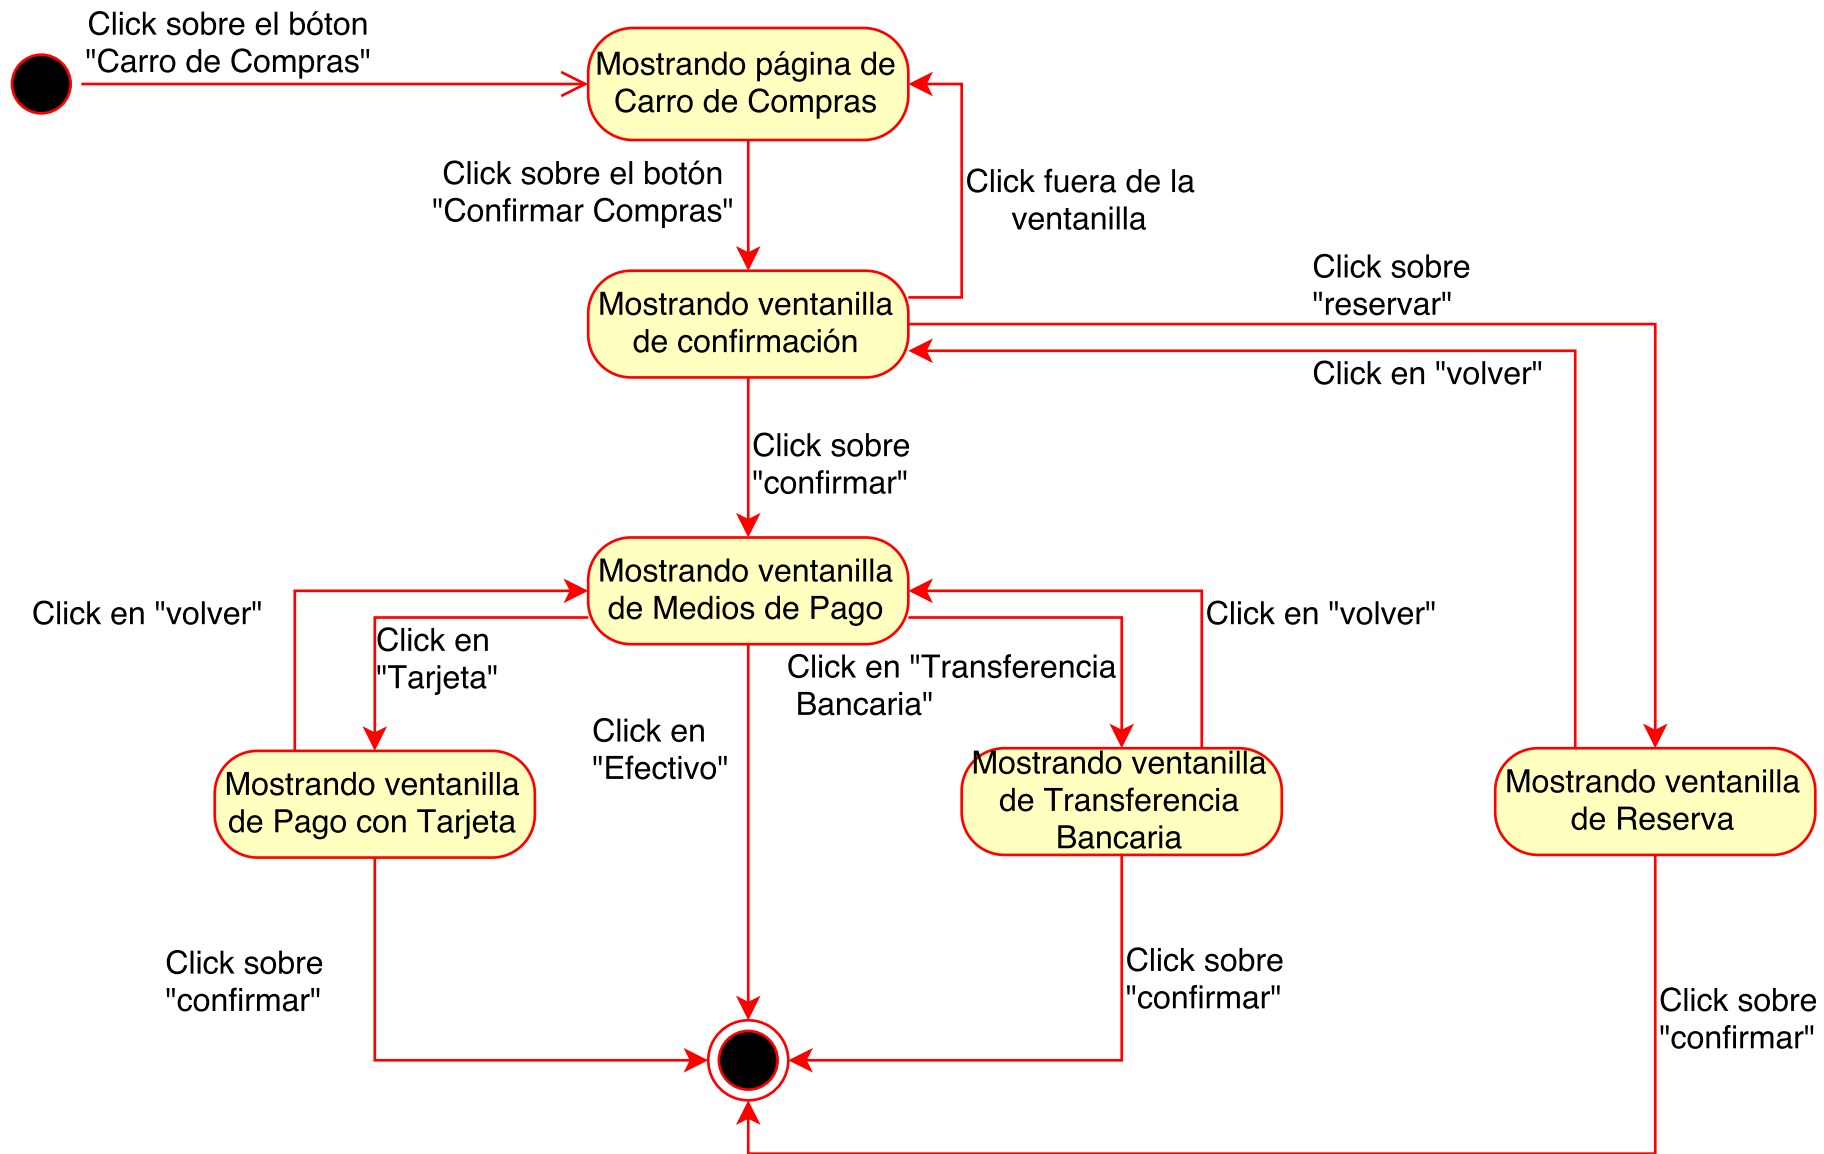 Click sobre el bóton
"Carro de Compras"
Mostrando página de
Carro de Compras
Click sobre el botón
"Confirmar Compras"
Click fuera de la
ventanilla
Mostrando ventanilla
de confirmación
Click sobre
"reservar"
Click en "volver"
Click sobre
"confirmar"
Mostrando ventanilla
de Medios de Pago
Click en "volver"
Click en
"Tarjeta"
Click en "Transferencia
Bancaria"
Click en "volver"
Click en
"Efectivo"
Mostrando ventanilla
de Pago con Tarjeta
Mostrando ventanilla
de Transferencia
Bancaria
Mostrando ventanilla
de Reserva
Click sobre
"confirmar"
Click sobre
"confirmar"
Click sobre
"confirmar"